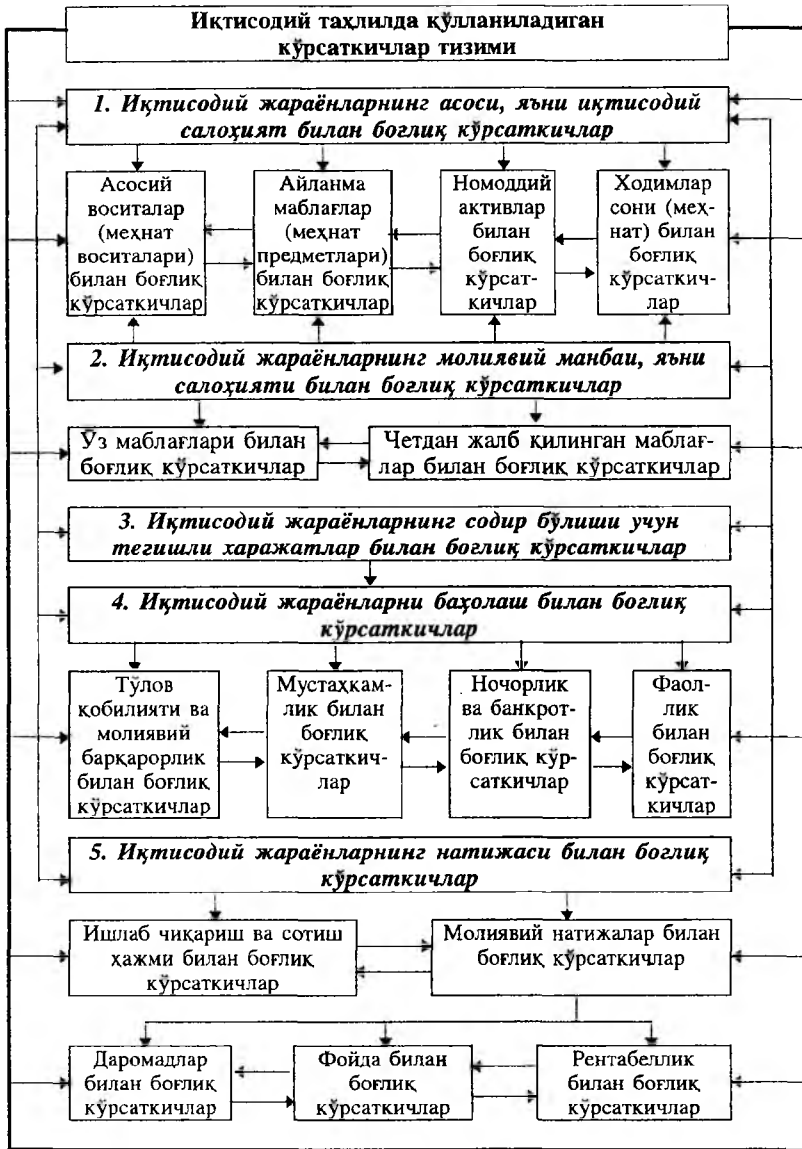 Иқтисодий таҳлилда қўлланиладиган
кўрсаткичлар тизими
1. Иқтисодий жараёнларнинг асоси, яъни иқтисодий
салоҳият билан боғлиқ кўрсаткичлар
Асосий
воситалар
(меҳнат
воситалари)
билан боғлиқ
кўрсаткичлар
Айланма
маблағлар
(меҳнат
предметлари)
билан боғлиқ
кўрсаткичлар
Номоддий
активлар
билан
боғлиқ
кўрсат-
кичлар
Ходимлар
сони (меҳ-
нат) билан
боғлиқ
кўрсаткич-
лар
2. Иқтисодий жараёнларнинг молиявий манбаи, яъни
салоҳияти билан боғлиқ кўрсаткичлар
Ўз маблағлари билан
боғлиқ кўрсаткичлар
Четдан жалб қилинган маблағ-
лар билан боғлиқ кўрсаткичлар
3. Иқтисодий жараёнларнинг содир бўлиши учун
тегишли харажатлар билан боғлиқ кўрсаткичлар
4. Иқтисодий жараёнларни баҳолаш билан боғлиқ
кўрсаткичлар
Тўлов
қобилияти ва
молиявий
барқарорлик
билан боғлиқ
кўрсаткичлар
Мустаҳкам-
лик билан
боғлиқ
кўрсаткич-
лар
Ночорлик
ва банкрот-
лик билан
боғлиқ кўр-
саткичлар
Фаол-
лик
билан
боғлиқ
кўрсат-
кичлар
5. Иқтисодий жараёнларнинг натижаси билан боғлиқ
кўрсаткичлар
Ишлаб чиқариш ва сотиш
ҳажми билан боғлиқ
кўрсаткичлар
Молиявий натижалар билан
боғлиқ кўрсаткичлар
Даромадлар
билан боғлиқ
кўрсаткичлар
Фойда билан
боғлиқ
кўрсаткичлар
Рентабеллик
билан боғлиқ
кўрсаткичлар